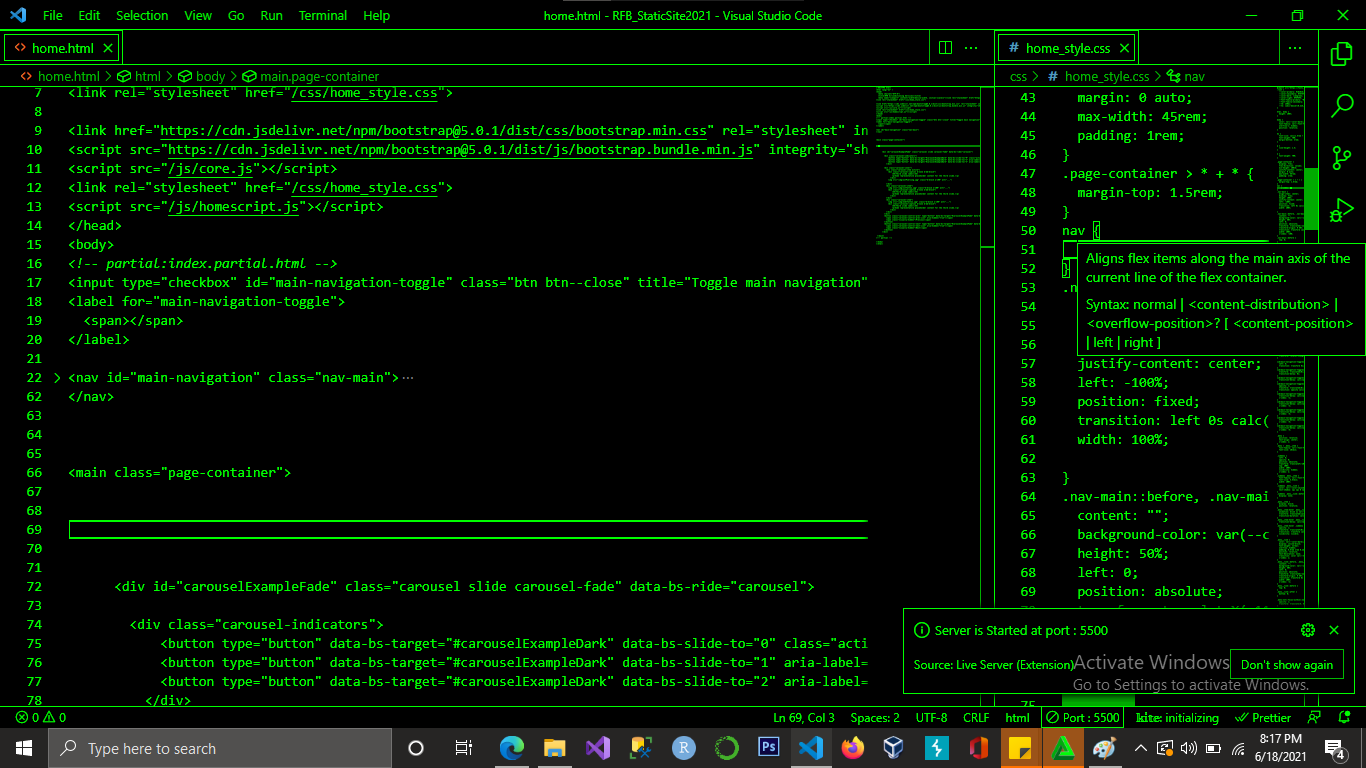 File Edit Selection View Go Run Terminal Help
home.html - RFB_StaticSite2021 - Visual Studio Code
<> home.html ×
home.html > html > body > main.page-container
7 <link rel="stylesheet" href="/css/home_style.css">
8
9 <link href="https://cdn.jsdelivr.net/npm/bootstrap@5.0.1/dist/css/bootstrap.min.css" rel="stylesheet" in
10 <script src="https://cdn.jsdelivr.net/npm/bootstrap@5.0.1/dist/js/bootstrap.bundle.min.js" integrity="sh
11 <script src="/js/core.js"></script>
12 <link rel="stylesheet" href="/css/home_style.css">
13 <script src="/js/homescript.js"></script>
14 </head>
15 <body>
16 <!-- partial:index.partial.html -->
17 <input type="checkbox" id="main-navigation-toggle" class="btn btn--close" title="Toggle main navigation"
18 <label for="main-navigation-toggle">
19 <span></span>
20 </label>
21
22 > <nav id="main-navigation" class="nav-main">···
62 </nav>
63
64
65
66 <main class="page-container">
67
68
69
70
71
72 <div id="carouselExampleFade" class="carousel slide carousel-fade" data-bs-ride="carousel">
73
74 <div class="carousel-indicators">
75 <button type="button" data-bs-target="#carouselExampleDark" data-bs-slide-to="0" class="acti
76 <button type="button" data-bs-target="#carouselExampleDark" data-bs-slide-to="1" aria-label=
77 <button type="button" data-bs-target="#carouselExampleDark" data-bs-slide-to="2" aria-label=
78 </div>
# home_style.css ×
css > # home_style.css > nav
43 margin: 0 auto;
44 max-width: 45rem;
45 padding: 1rem;
46 }
47 .page-container > * + * {
48 margin-top: 1.5rem;
49 }
50 nav {
51
52 }
53 .n
54
55
56
57 justify-content: center;
58 left: -100%;
59 position: fixed;
60 transition: left 0s calc(
61 width: 100%;
62
63 }
64 .nav-main::before, .nav-mai
65 content: "";
66 background-color: var(--c
67 height: 50%;
68 left: 0;
69 position: absolute;
75
Aligns flex items along the main axis of the
current line of the flex container.
Syntax: normal | <content-distribution> |
<overflow-position>? [ <content-position>
| left | right ]
Server is Started at port : 5500
Source: Live Server (Extension)
Don't show again
Activate Windows
Go to Settings to activate Windows.
0 0
Ln 69, Col 3 Spaces: 2 UTF-8 CRLF html Port : 5500 initializing Prettier
Type here to search
R Ps
8:17 PM
6/18/2021
4